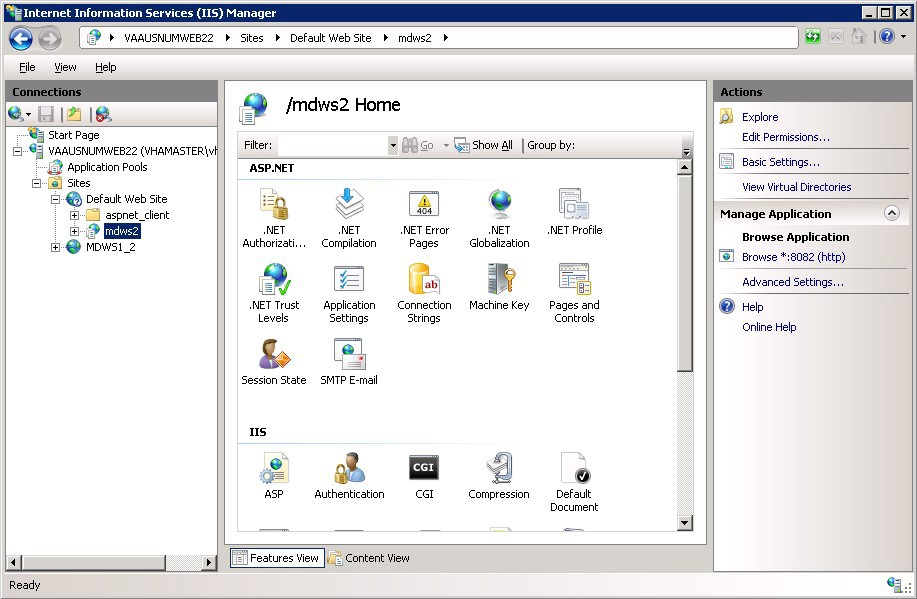 Internet Information Services (IIS) Manager
VAAUSNUMWEB22 Sites Default Web Site mdws2
File View Help
Connections
Start Page
VAAUSNUMWEB22 (VHAMASTER\vh
Application Pools
Sites
Default Web Site
aspnet_client
mdws2
MDWS1_2
/mdws2 Home
Filter: Go Show All Group by:
ASP.NET
.NET Authorizati...
.NET Compilation
.NET Error Pages
.NET Globalization
.NET Profile
.NET Trust Levels
Application Settings
Connection Strings
Machine Key
Pages and Controls
Session State
SMTP E-mail
IIS
ASP
Authentication
CGI
CGI
Compression
Default Document
Features View Content View
Actions
Explore
Edit Permissions...
Basic Settings...
View Virtual Directories
Manage Application
Browse Application
Browse *:8082 (http)
Advanced Settings...
Help
Online Help
Ready
404
ab